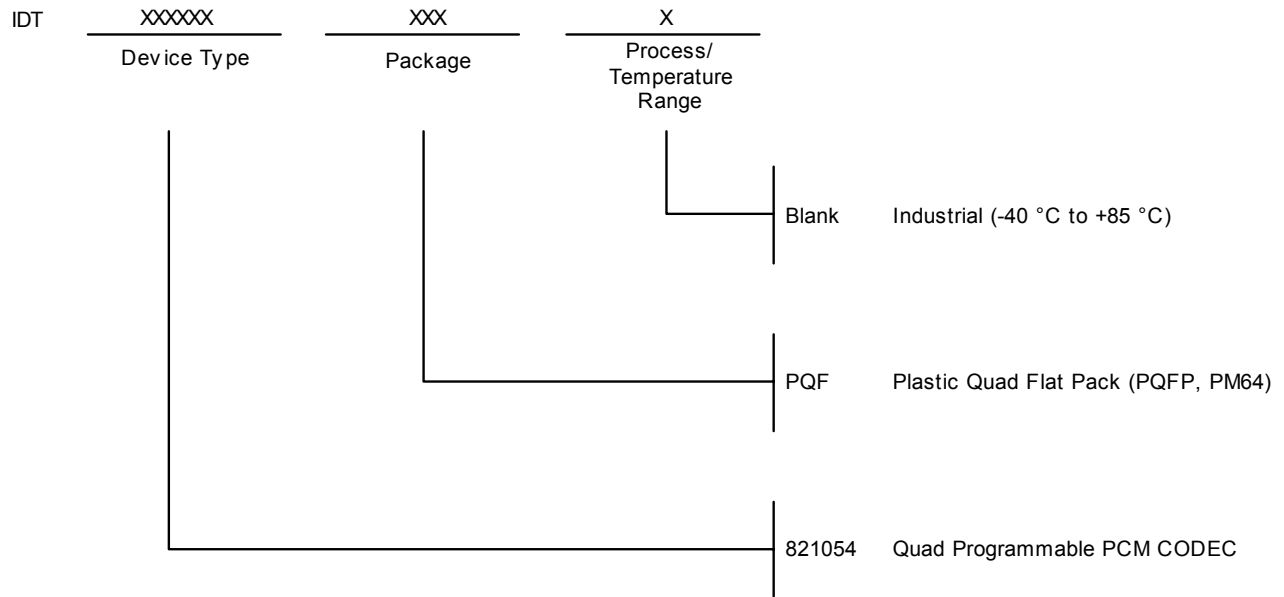 IDT XXXXXX XXX X
Device Type Package Process/
Temperature
Range
Blank Industrial (-40 °C to +85 °C)
PQF Plastic Quad Flat Pack (PQFP, PM64)
821054 Quad Programmable PCM CODEC